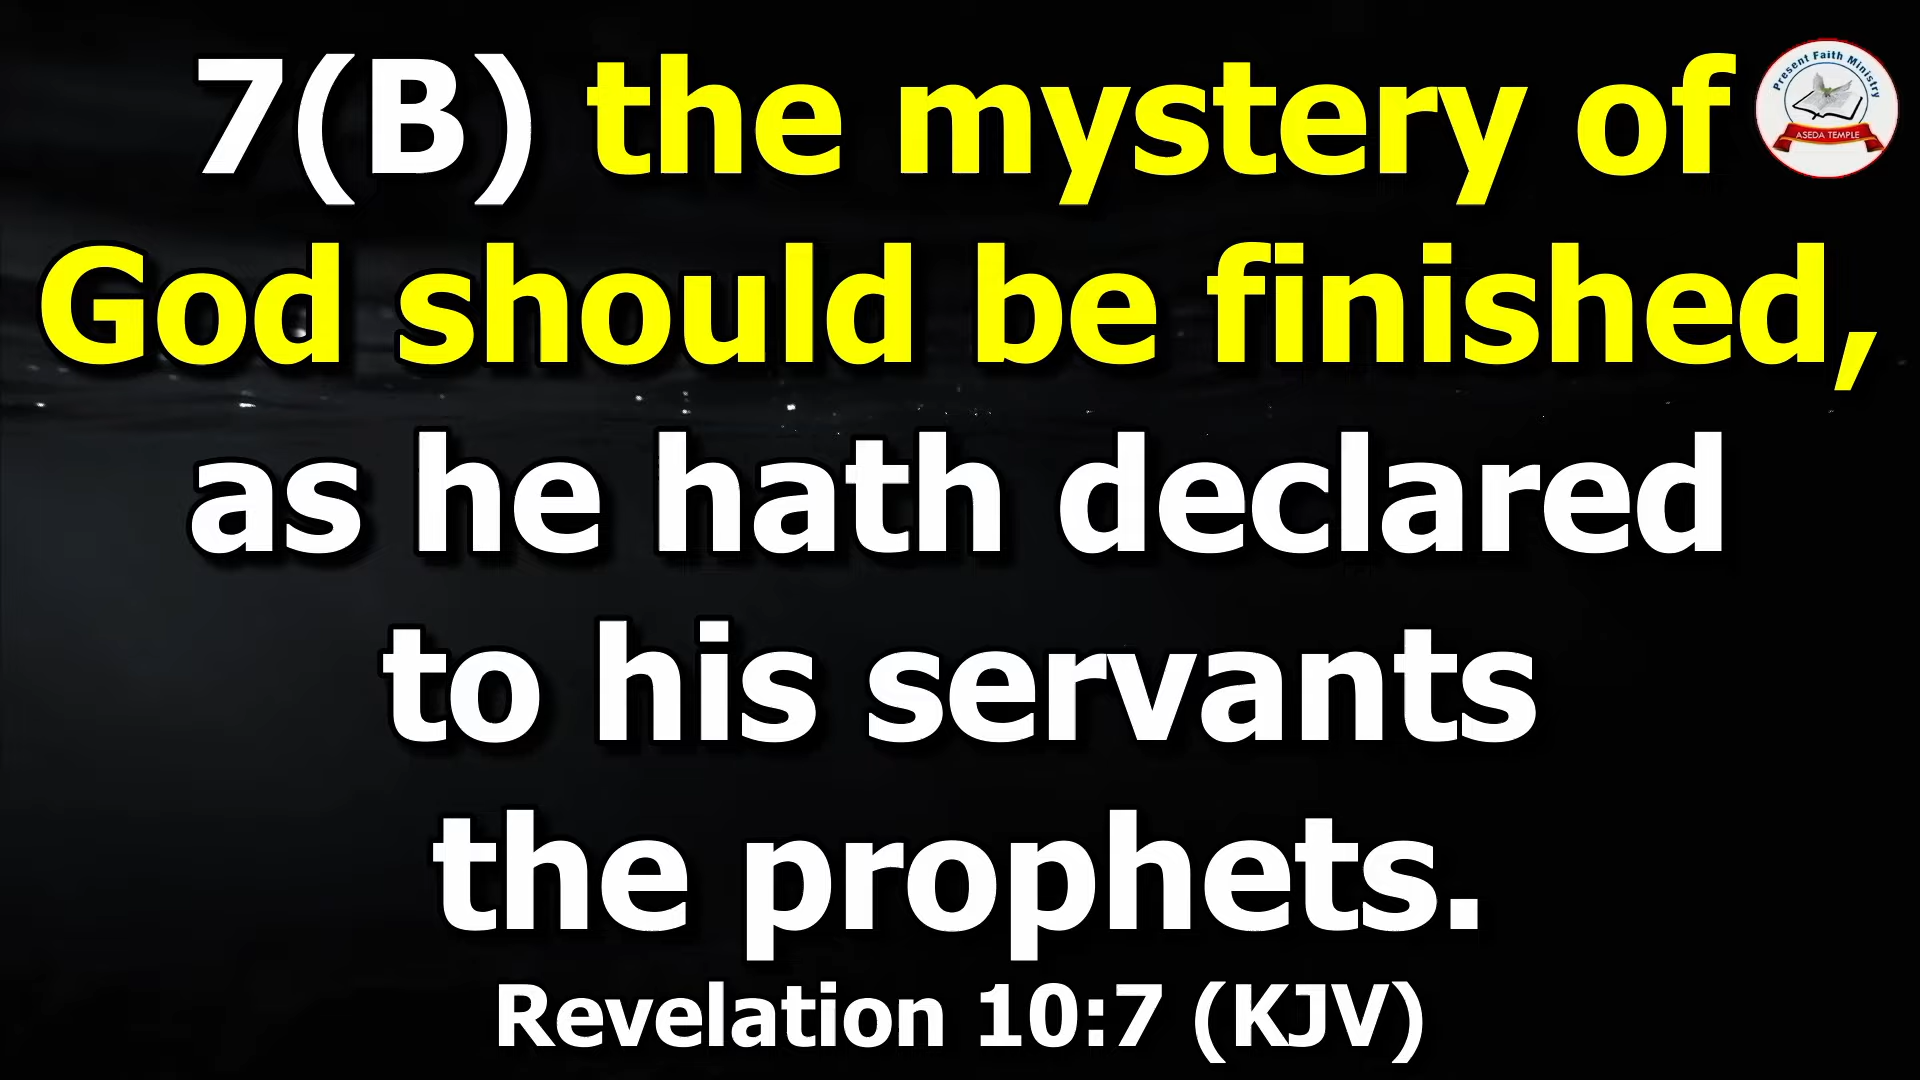 7(B) the mystery of
God should be finished,
as he hath declared
to his servants
the prophets.
Revelation 10:7 (KJV)
Present Faith Ministry
ASEDA TEMPLE